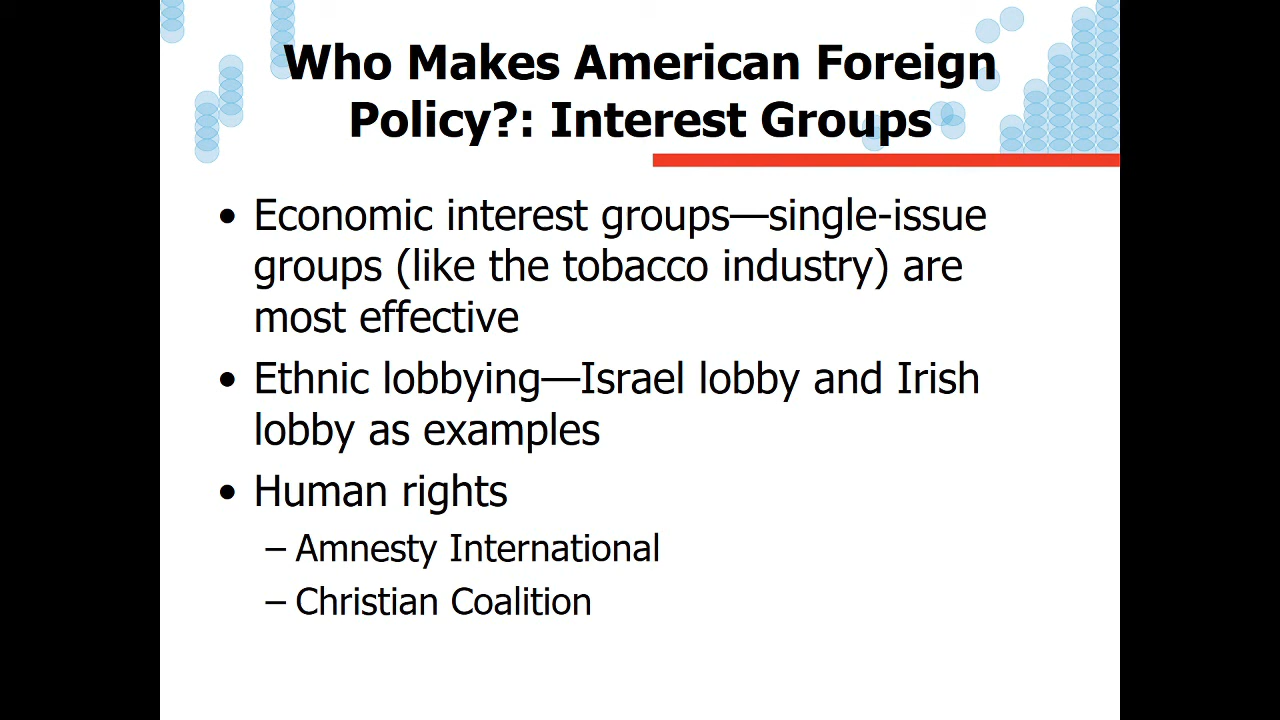 Who Makes American Foreign
Policy?: Interest Groups
• Economic interest groups—single-issue
groups (like the tobacco industry) are
most effective
• Ethnic lobbying—Israel lobby and Irish
lobby as examples
• Human rights
– Amnesty International
– Christian Coalition